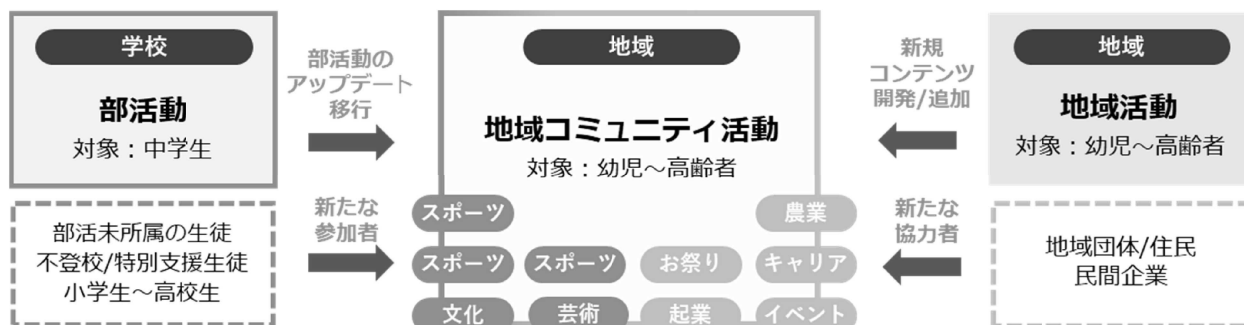 学校
部活動
対象：中学生
部活未所属の生徒
不登校/特別支援生徒
小学生～高校生
部活動の
アップデート
移行
新たな
参加者
地域
地域コミュニティ活動
対象：幼児～高齢者
スポーツ
農業
スポーツ
スポーツ
お祭り
キャリア
文化
芸術
起業
イベント
新規
コンテンツ
開発/追加
新たな
協力者
地域
地域活動
対象：幼児～高齢者
地域団体/住民
民間企業